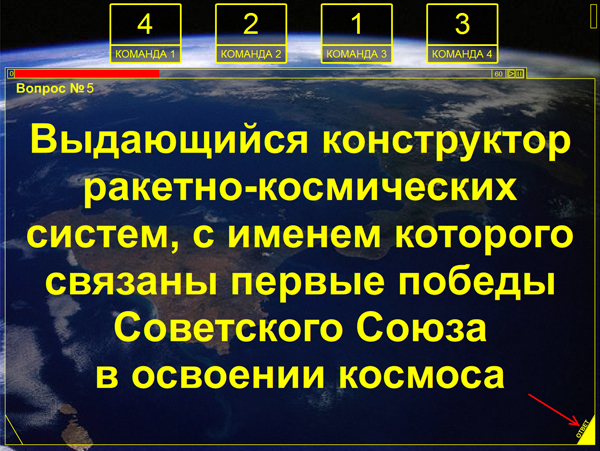 4 2 1 3
КОМАНДА 1 КОМАНДА 2 КОМАНДА 3 КОМАНДА 4
0 60
Вопрос № 5
Выдающийся конструктор
ракетно-космических
систем, с именем которого
связаны первые победы
Советского Союза
в освоении космоса
ОТВЕТ